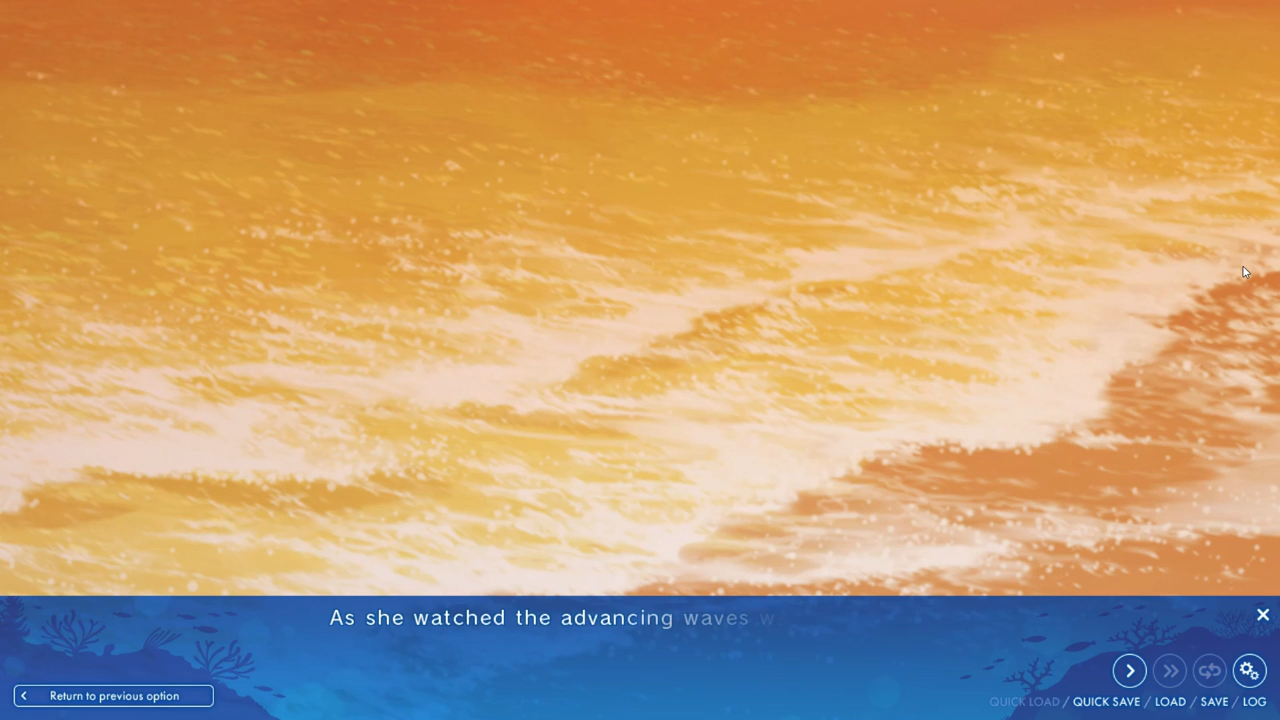 As she watched the advancing waves w
Return to previous option
QUICK LOAD / QUICK SAVE / LOAD / SAVE / LOG